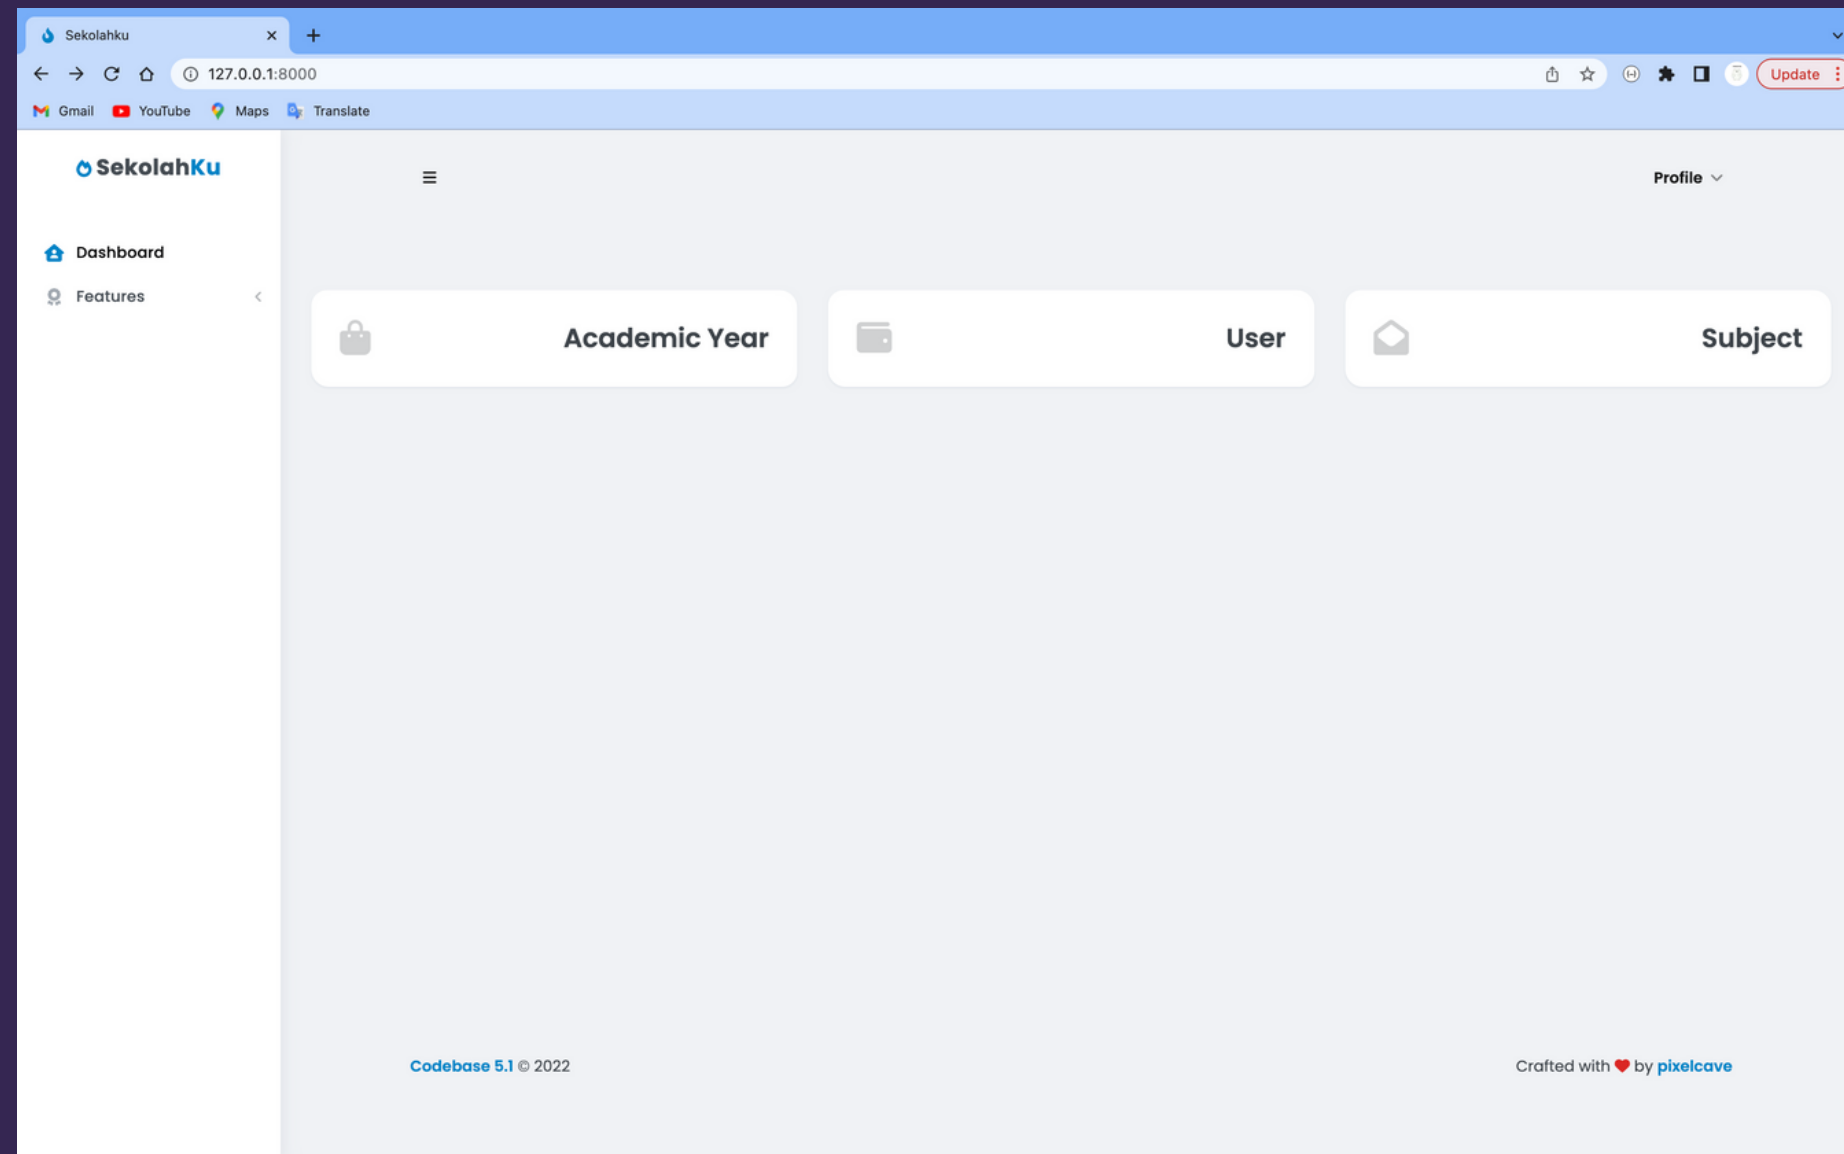 Sekolahku
127.0.0.1:8000
Update
Gmail YouTube Maps Translate
SekolahKu
Profile
Dashboard
Features
Academic Year
User
Subject
Codebase 5.1 © 2022
Crafted with ❤ by pixelcave